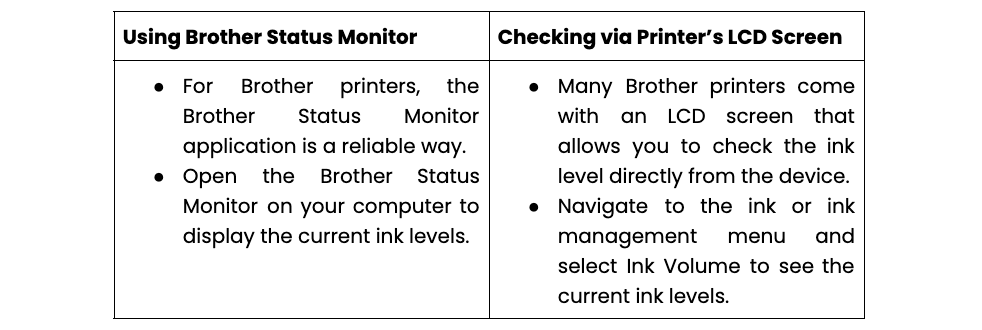 Using Brother Status Monitor
● For Brother printers, the
Brother Status Monitor
application is a reliable way.
● Open the Brother Status
Monitor on your computer to
display the current ink levels.
Checking via Printer’s LCD Screen
● Many Brother printers come
with an LCD screen that
allows you to check the ink
level directly from the device.
● Navigate to the ink or ink
management menu and
select Ink Volume to see the
current ink levels.